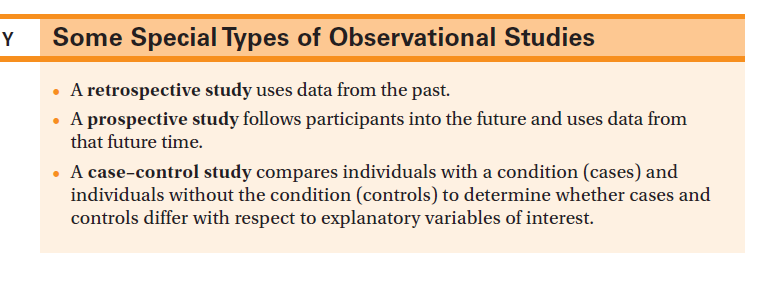 Y
Some Special Types of Observational Studies
• A retrospective study uses data from the past.
• A prospective study follows participants into the future and uses data from
that future time.
• A case–control study compares individuals with a condition (cases) and
individuals without the condition (controls) to determine whether cases and
controls differ with respect to explanatory variables of interest.